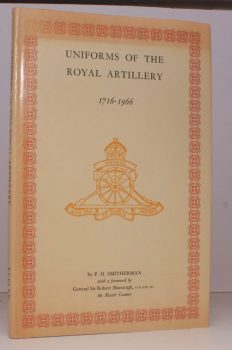 UNIFORMS OF THE
ROYAL ARTILLERY
1716-1966
by P. H. SMITHERMAN
with a foreword by
General Sir Robert Mansergh,
the Master Gunner